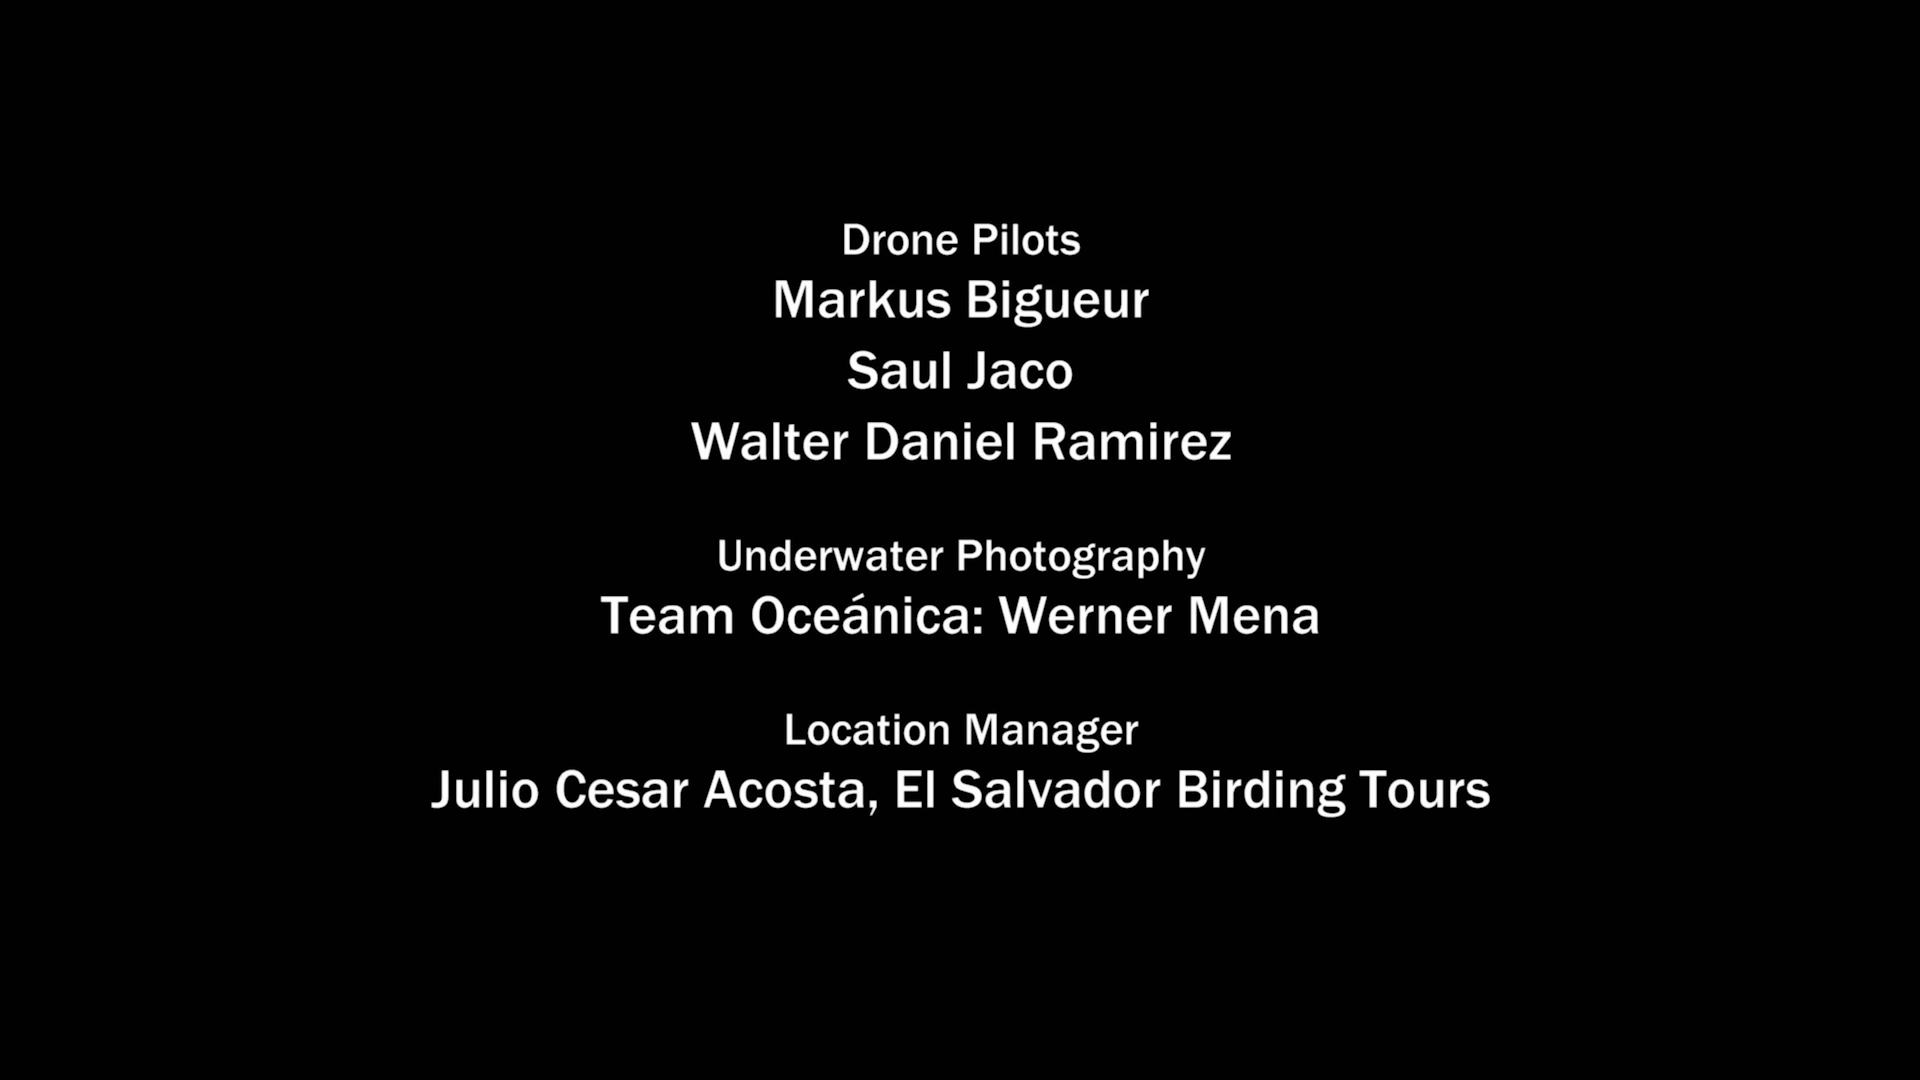 Drone Pilots
Markus Bigueur
Saul Jaco
Walter Daniel Ramirez
Underwater Photography
Team Oceánica: Werner Mena
Location Manager
Julio Cesar Acosta, El Salvador Birding Tours